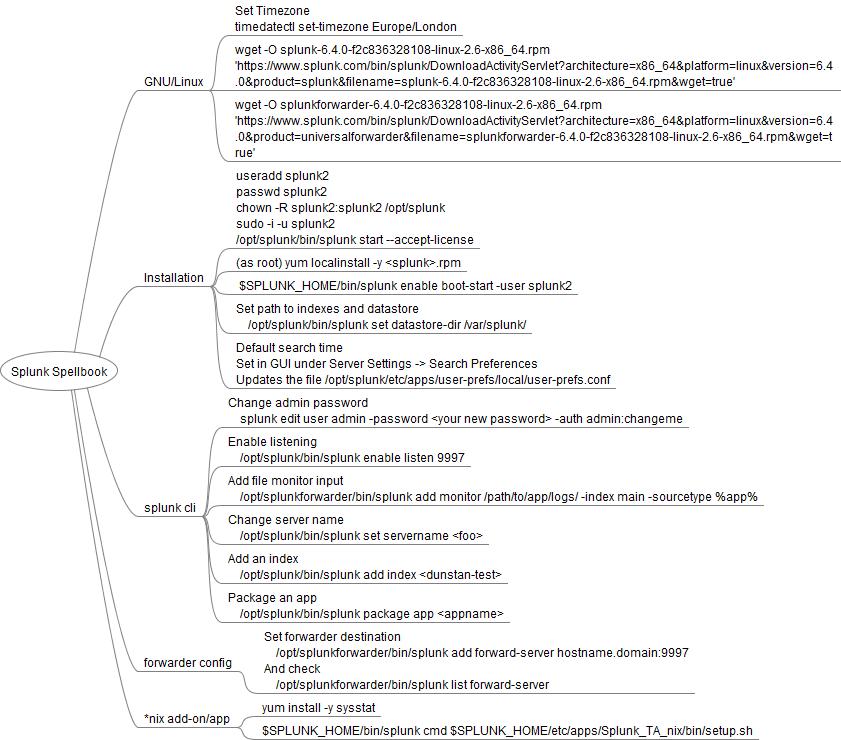 Set Timezone
timedatectl set-timezone Europe/London
wget -O splunk-6.4.0-f2c836328108-linux-2.6-x86_64.rpm
'https://www.splunk.com/bin/splunk/DownloadActivityServlet?architecture=x86_64&platform=linux&version=6.4
.0&product=splunk&filename=splunk-6.4.0-f2c836328108-linux-2.6-x86_64.rpm&wget=true'
GNU/Linux
wget -O splunkforwarder-6.4.0-f2c836328108-linux-2.6-x86_64.rpm
'https://www.splunk.com/bin/splunk/DownloadActivityServlet?architecture=x86_64&platform=linux&version=6.4
.0&product=universalforwarder&filename=splunkforwarder-6.4.0-f2c836328108-linux-2.6-x86_64.rpm&wget=t
rue'
useradd splunk2
passwd splunk2
chown -R splunk2:splunk2 /opt/splunk
sudo -i -u splunk2
/opt/splunk/bin/splunk start --accept-license
(as root) yum localinstall -y <splunk>.rpm
Installation
$SPLUNK_HOME/bin/splunk enable boot-start -user splunk2
Set path to indexes and datastore
/opt/splunk/bin/splunk set datastore-dir /var/splunk/
Default search time
Set in GUI under Server Settings -> Search Preferences
Updates the file /opt/splunk/etc/apps/user-prefs/local/user-prefs.conf
Splunk Spellbook
Change admin password
splunk edit user admin -password <your new password> -auth admin:changeme
Enable listening
/opt/splunk/bin/splunk enable listen 9997
Add file monitor input
/opt/splunkforwarder/bin/splunk add monitor /path/to/app/logs/ -index main -sourcetype %app%
splunk cli
Change server name
/opt/splunk/bin/splunk set servername <foo>
Add an index
/opt/splunk/bin/splunk add index <dunstan-test>
Package an app
/opt/splunk/bin/splunk package app <appname>
Set forwarder destination
/opt/splunkforwarder/bin/splunk add forward-server hostname.domain:9997
forwarder config
And check
/opt/splunkforwarder/bin/splunk list forward-server
yum install -y sysstat
*nix add-on/app
$SPLUNK_HOME/bin/splunk cmd $SPLUNK_HOME/etc/apps/Splunk_TA_nix/bin/setup.sh